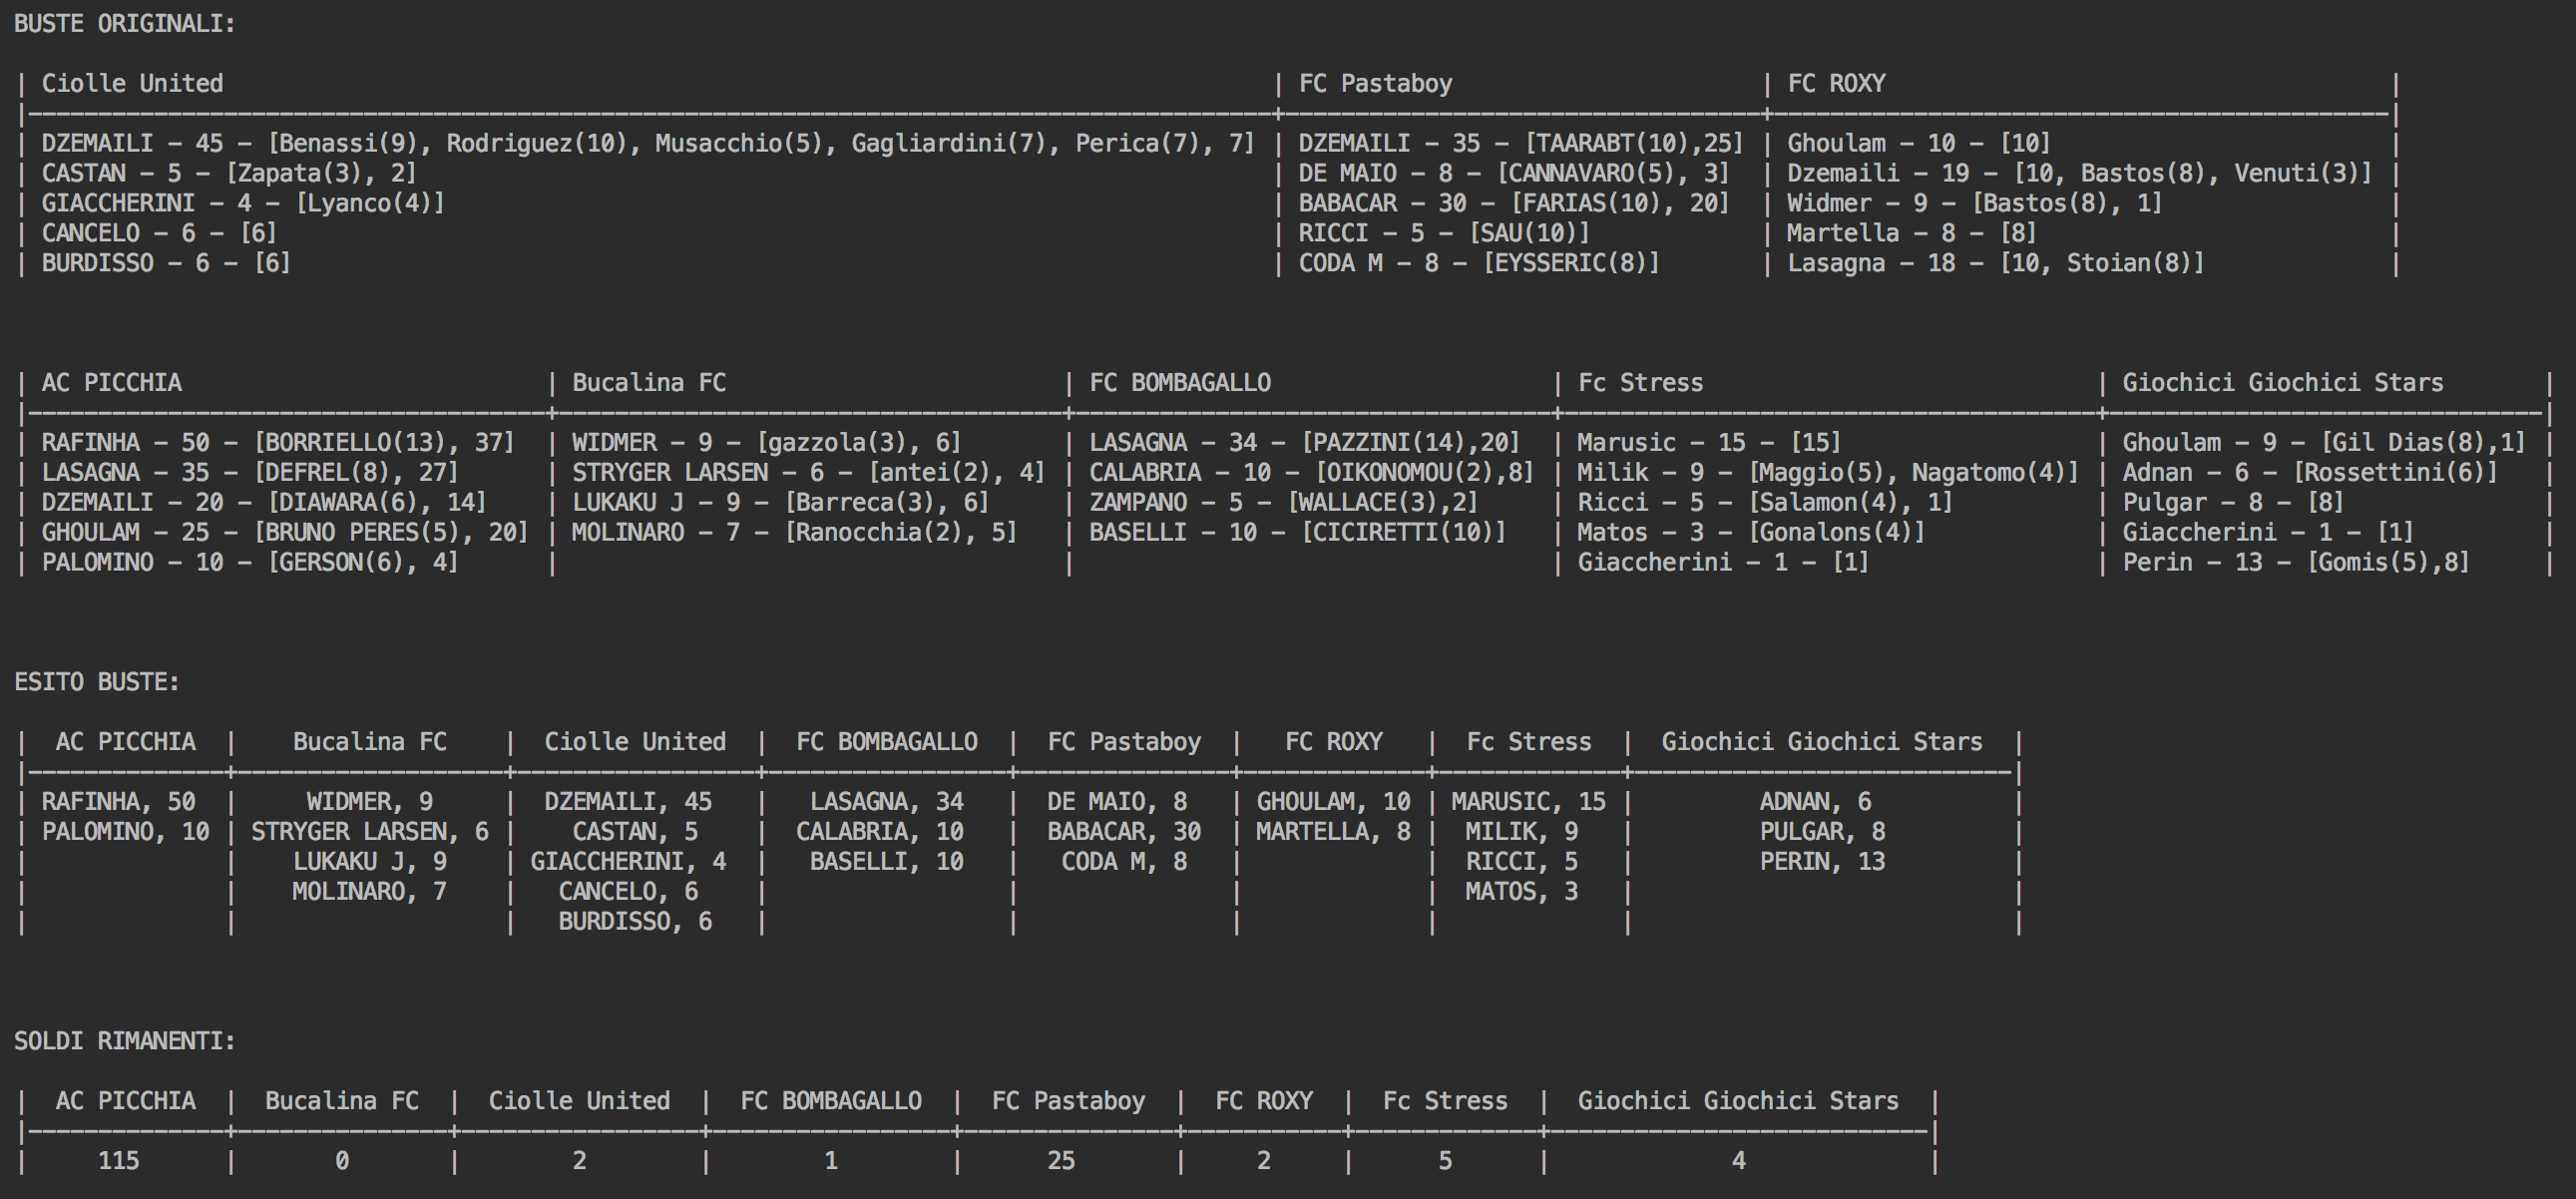 BUSTE ORIGINALI:
| Ciolle United | FC Pastaboy | FC ROXY |
| DZEMAILI - 45 - [Benassi(9), Rodriguez(10), Musacchio(5), Gagliardini(7), Perica(7), 7] | DZEMAILI - 35 - [TAARABT(10),25] | Ghoulam - 10 - [10] |
| CASTAN - 5 - [Zapata(3), 2] | DE MAIO - 8 - [CANNAVARO(5), 3] | Dzemaili - 19 - [10, Bastos(8), Venuti(3)] |
| GIACCHERINI - 4 - [Lyanco(4)] | BABACAR - 30 - [FARIAS(10), 20] | Widmer - 9 - [Bastos(8), 1] |
| CANCELO - 6 - [6] | RICCI - 5 - [SAU(10)] | Martella - 8 - [8] |
| BURDISSO - 6 - [6] | CODA M - 8 - [EYSSERIC(8)] | Lasagna - 18 - [10, Stoian(8)] |
| AC PICCHIA | Bucalina FC | FC BOMBAGALLO | Fc Stress | Giochici Giochici Stars |
| RAFINHA - 50 - [BORRIELLO(13), 37] | WIDMER - 9 - [gazzola(3), 6] | LASAGNA - 34 - [PAZZINI(14),20] | Marusic - 15 - [15] | Ghoulam - 9 - [Gil Dias(8),1] |
| LASAGNA - 35 - [DEFREL(8), 27] | STRYGER LARSEN - 6 - [antei(2), 4] | CALABRIA - 10 - [OIKONOMOU(2),8] | Milik - 9 - [Maggio(5), Nagatomo(4)] | Adnan - 6 - [Rossettini(6)] |
| DZEMAILI - 20 - [DIAWARA(6), 14] | LUKAKU J - 9 - [Barreca(3), 6] | ZAMPANO - 5 - [WALLACE(3),2] | Ricci - 5 - [Salamon(4), 1] | Pulgar - 8 - [8] |
| GHOULAM - 25 - [BRUNO PERES(5), 20] | MOLINARO - 7 - [Ranocchia(2), 5] | BASELLI - 10 - [CICIRETTI(10)] | Matos - 3 - [Gonalons(4)] | Giaccherini - 1 - [1] |
| PALOMINO - 10 - [GERSON(6), 4] | | | Giaccherini - 1 - [1] | Perin - 13 - [Gomis(5),8] |
ESITO BUSTE:
| AC PICCHIA | Bucalina FC | Ciolle United | FC BOMBAGALLO | FC Pastaboy | FC ROXY | Fc Stress | Giochici Giochici Stars |
| RAFINHA, 50 | WIDMER, 9 | DZEMAILI, 45 | LASAGNA, 34 | DE MAIO, 8 | GHOULAM, 10 | MARUSIC, 15 | ADNAN, 6 |
| PALOMINO, 10 | STRYGER LARSEN, 6 | CASTAN, 5 | CALABRIA, 10 | BABACAR, 30 | MARTELLA, 8 | MILIK, 9 | PULGAR, 8 |
| | LUKAKU J, 9 | GIACCHERINI, 4 | BASELLI, 10 | CODA M, 8 | | RICCI, 5 | PERIN, 13 |
| | MOLINARO, 7 | CANCELO, 6 | | | | MATOS, 3 | |
| | | BURDISSO, 6 | | | | | |
SOLDI RIMANENTI:
| AC PICCHIA | Bucalina FC | Ciolle United | FC BOMBAGALLO | FC Pastaboy | FC ROXY | Fc Stress | Giochici Giochici Stars |
| 115 | 0 | 2 | 1 | 25 | 2 | 5 | 4 |